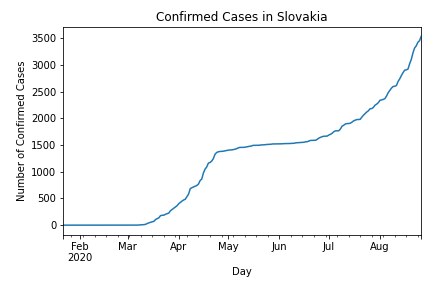 Confirmed Cases in Slovakia
Number of Confirmed Cases
3500
3000
2500
2000
1500
1000
500
0
Feb Mar Apr May Jun Jul Aug
2020
Day